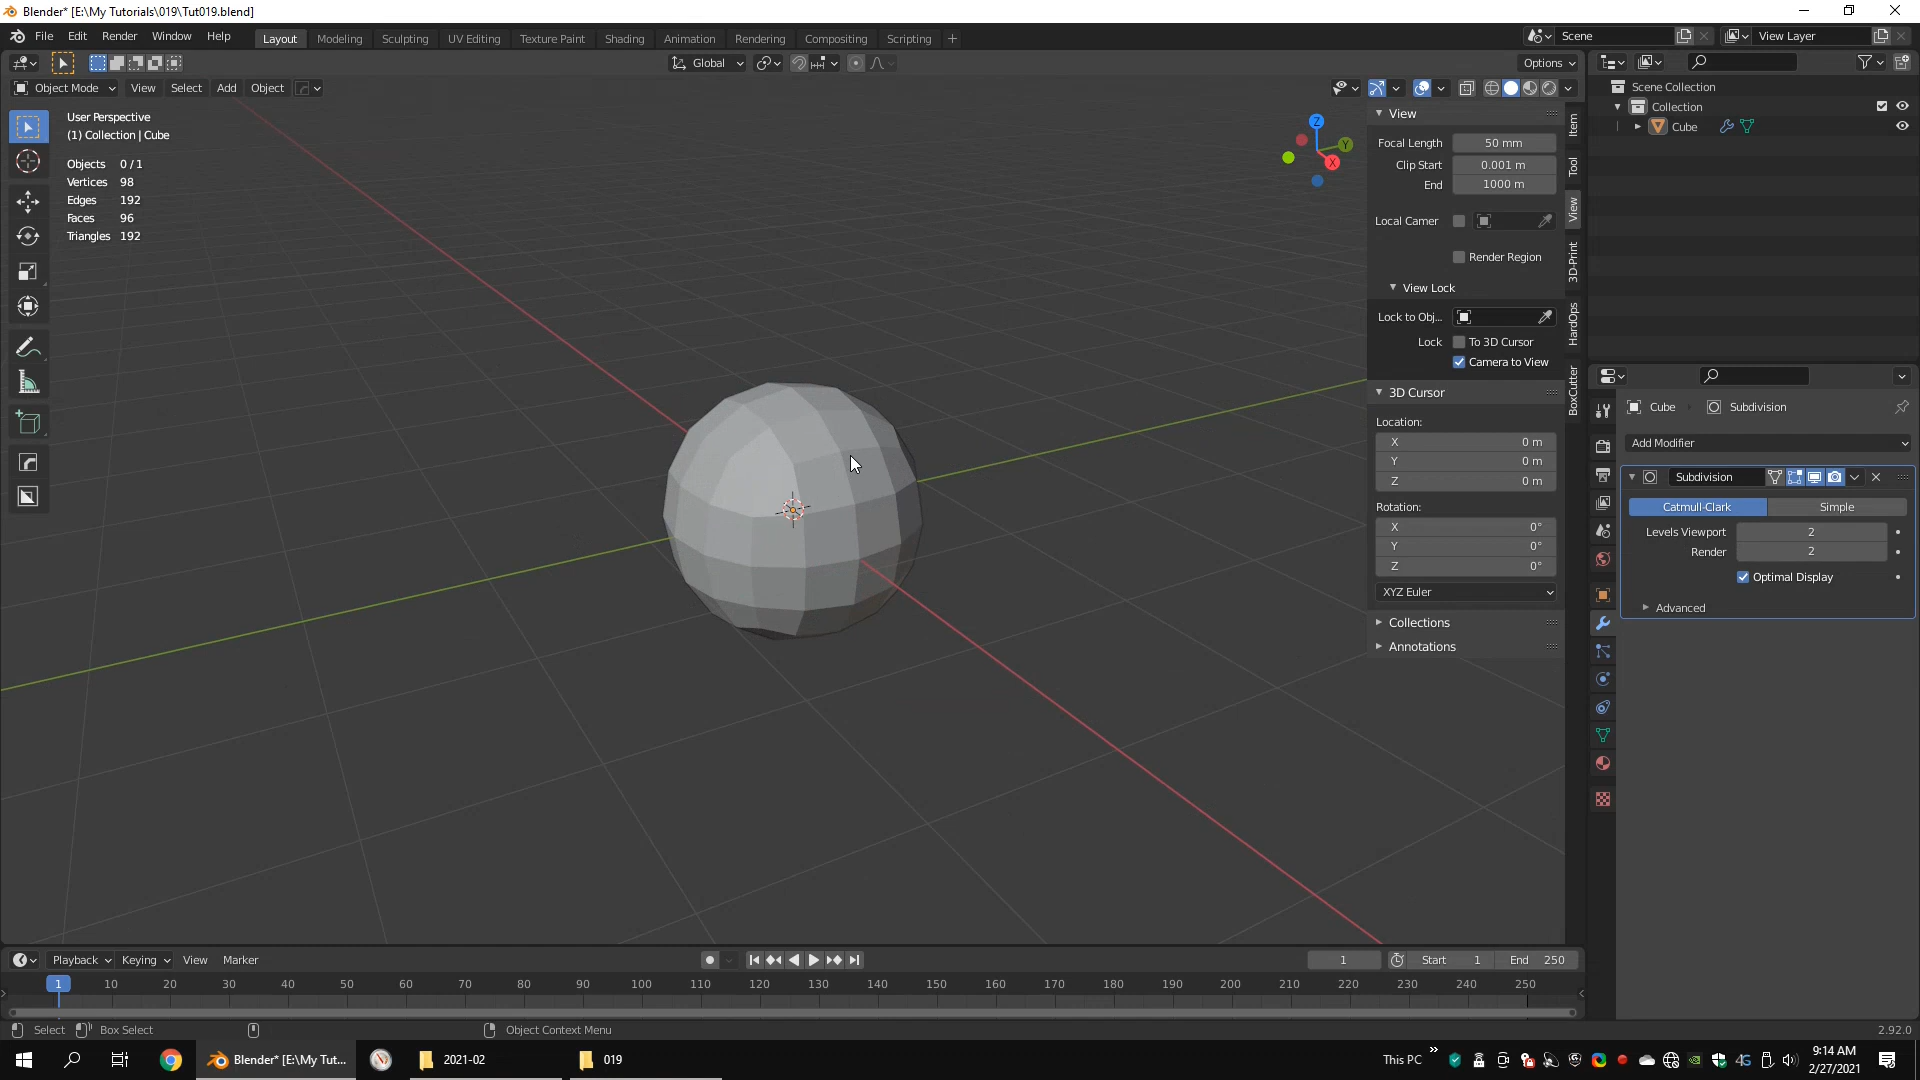 Blender* [E:\My Tutorials\019\Tut019.blend]
File Edit Render Window Help Layout Modeling Sculpting UV Editing Texture Paint Shading Animation Rendering Compositing Scripting + Scene View Layer
Global Options
Object Mode View Select Add Object
User Perspective
(1) Collection | Cube
Objects 0/1
Vertices 98
Edges 192
Faces 96
Triangles 192
Z
Y
X
View
Focal Length 50 mm
Clip Start 0.001 m
End 1000 m
Local Camer
Render Region
View Lock
Lock to Obj...
Lock To 3D Cursor
Camera to View
3D Cursor
Location:
X 0 m
Y 0 m
Z 0 m
Rotation:
X 0°
Y 0°
Z 0°
XYZ Euler
Collections
Annotations
Item
Tool
View
3D-Print
HardOps
BoxCutter
Scene Collection
Collection
Cube
Cube Subdivision
Add Modifier
Subdivision
Catmull-Clark Simple
Levels Viewport 2
Render 2
Optimal Display
Advanced
Playback Keying View Marker 1 Start 1 End 250
1 10 20 30 40 50 60 70 80 90 100 110 120 130 140 150 160 170 180 190 200 210 220 230 240 250
Select Box Select Object Context Menu 2.92.0
Blender* [E:\My Tut... 2021-02 019 This PC 4G 9:14 AM
2/27/2021